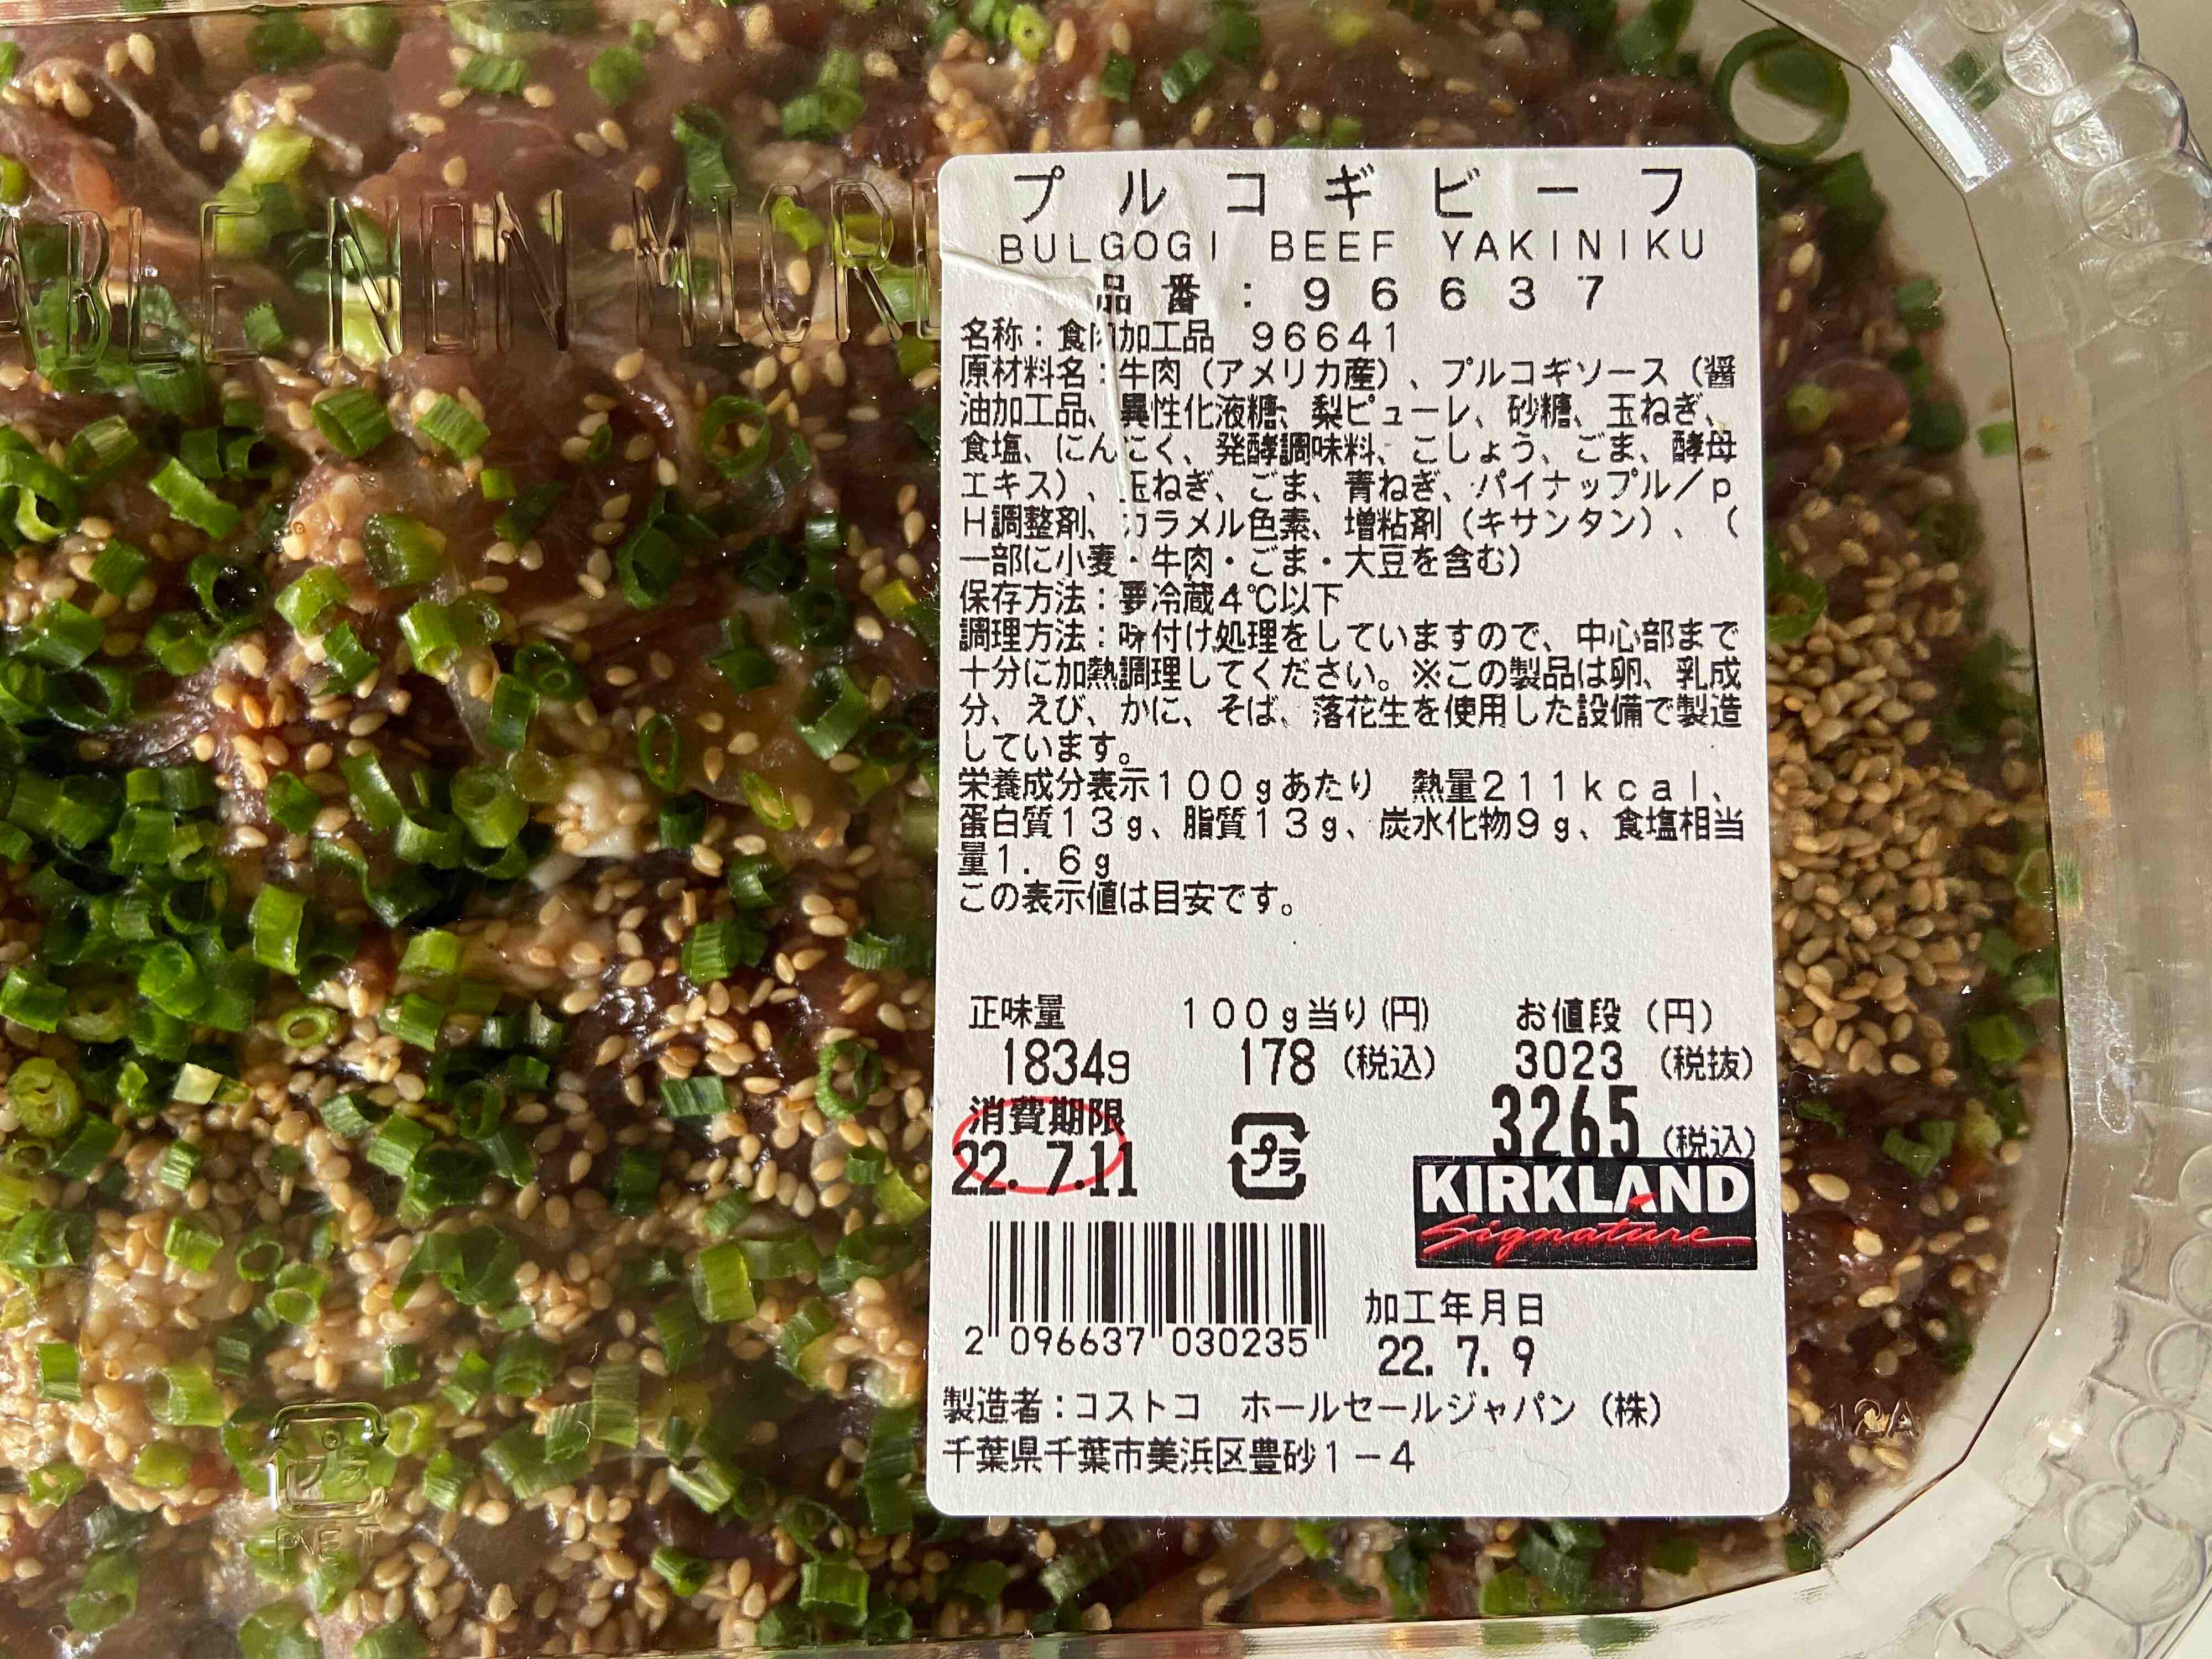 プルコギビーフ
BULGOGI BEEF YAKINIKU
品番：96637
名称：食肉加工品 96641
原材料名：牛肉（アメリカ産）、プルコギソース（醤
油加工品、異性化液糖、梨ピューレ、砂糖、玉ねぎ、
食塩、にんにく、発酵調味料、こしょう、ごま、酵母
エキス）、玉ねぎ、ごま、青ねぎ、パイナップル／p
H調整剤、カラメル色素、増粘剤（キサンタン）、（
一部に小麦・牛肉・ごま・大豆を含む）
保存方法：要冷蔵4℃以下
調理方法：味付け処理をしていますので、中心部まで
十分に加熱調理してください。※この製品は卵、乳成
分、えび、かに、そば、落花生を使用した設備で製造
しています。
栄養成分表示100gあたり 熱量211kcal、
蛋白質13g、脂質13g、炭水化物9g、食塩相当
量1.6g
この表示値は目安です。
正味量 100g当り(円) お値段（円）
1834g 178（税込） 3023（税抜）
消費期限 プラ 3265（税込）
22.7.11
KIRKLAND
Signature
2 096637 030235
加工年月日
22.7.9
製造者：コストコ ホールセールジャパン（株）
千葉県千葉市美浜区豊砂1－4
12A
プラ
PET